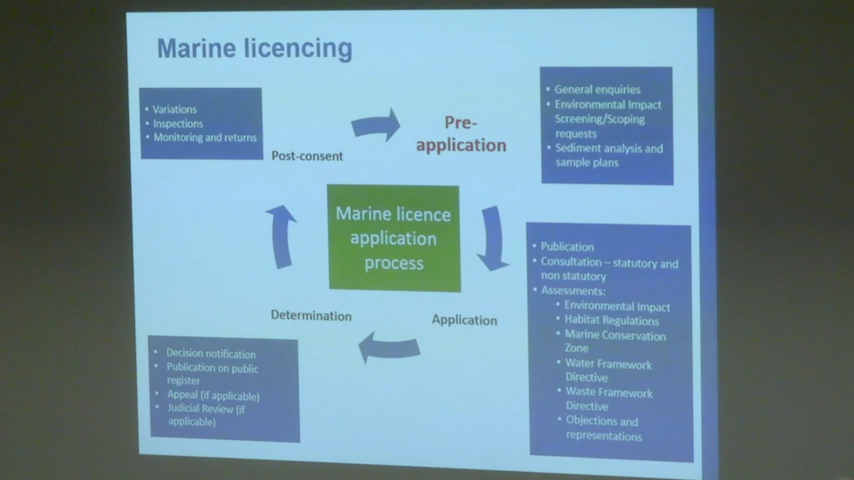 Marine licencing
• Variations
• Inspections
• Monitoring and returns
Post-consent
Pre-
application
• General enquiries
• Environmental Impact
Screening/Scoping
requests
• Sediment analysis and
sample plans
Marine licence
application
process
• Publication
• Consultation – statutory and
non statutory
• Assessments:
• Environmental Impact
• Habitat Regulations
• Marine Conservation
Zone
• Water Framework
Directive
• Waste Framework
Directive
• Objections and
representations
Application
Determination
• Decision notification
• Publication on public
register
• Appeal (if applicable)
• Judicial Review (if
applicable)